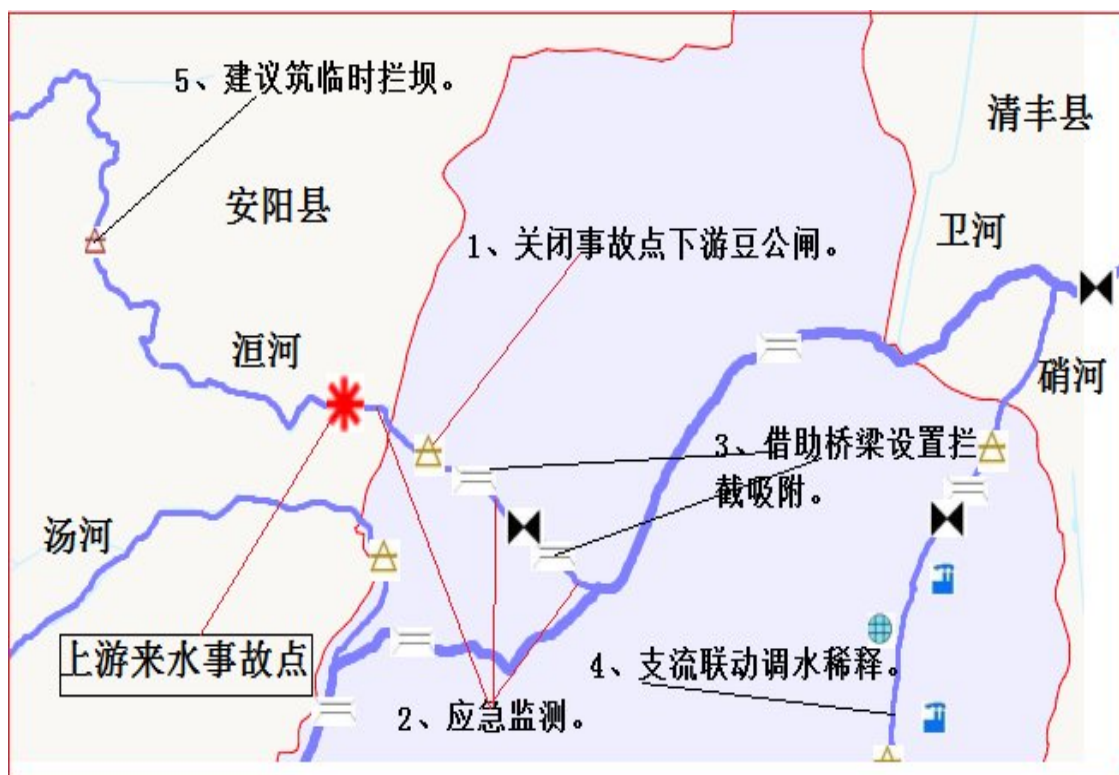 5、建议筑临时拦坝。
清丰县
安阳县
1、关闭事故点下游豆公闸。
卫河
洹河
硝河
3、借助桥梁设置拦
截吸附。
汤河
上游来水事故点
4、支流联动调水稀释。
2、应急监测。